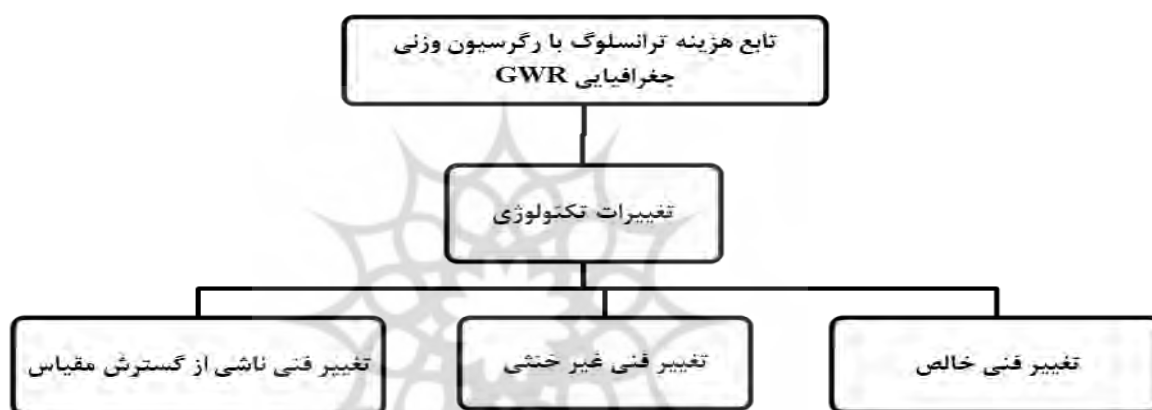 تابع هزینه ترانسلوگ با رگرسیون وزنی
جغرافیایی GWR
تغییرات تکنولوژی
تغییر فنی خالص
تغییر فنی غیر خنثی
تغییر فنی ناشی از گسترش مقیاس